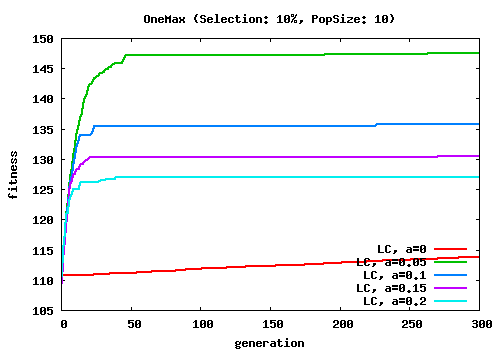 OneMax (Selection: 10%, PopSize: 10)
150
145
140
135
130
125
120
115
110
105
fitness
LC, a=0
LC, a=0.05
LC, a=0.1
LC, a=0.15
LC, a=0.2
0 50 100 150 200 250 300
generation